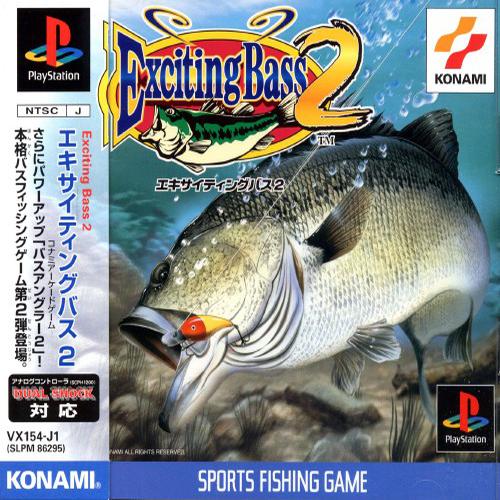 PlayStation
NTSC J
Exciting Bass 2
エキサイティングバス 2
コナミアーケードゲーム
さらにパワーアップ「バスアングラー2」!
本格バスフィッシングゲーム第2弾登場。
アナログコントローラ(SCPH-1200)
DUAL SHOCK
対応
VX154-J1
(SLPM 86295)
KONAMI
Exciting Bass 2
TM
エキサイティングバス2
KONAMI
PlayStation
ALL RIGHTS RESERVED.
SPORTS FISHING GAME